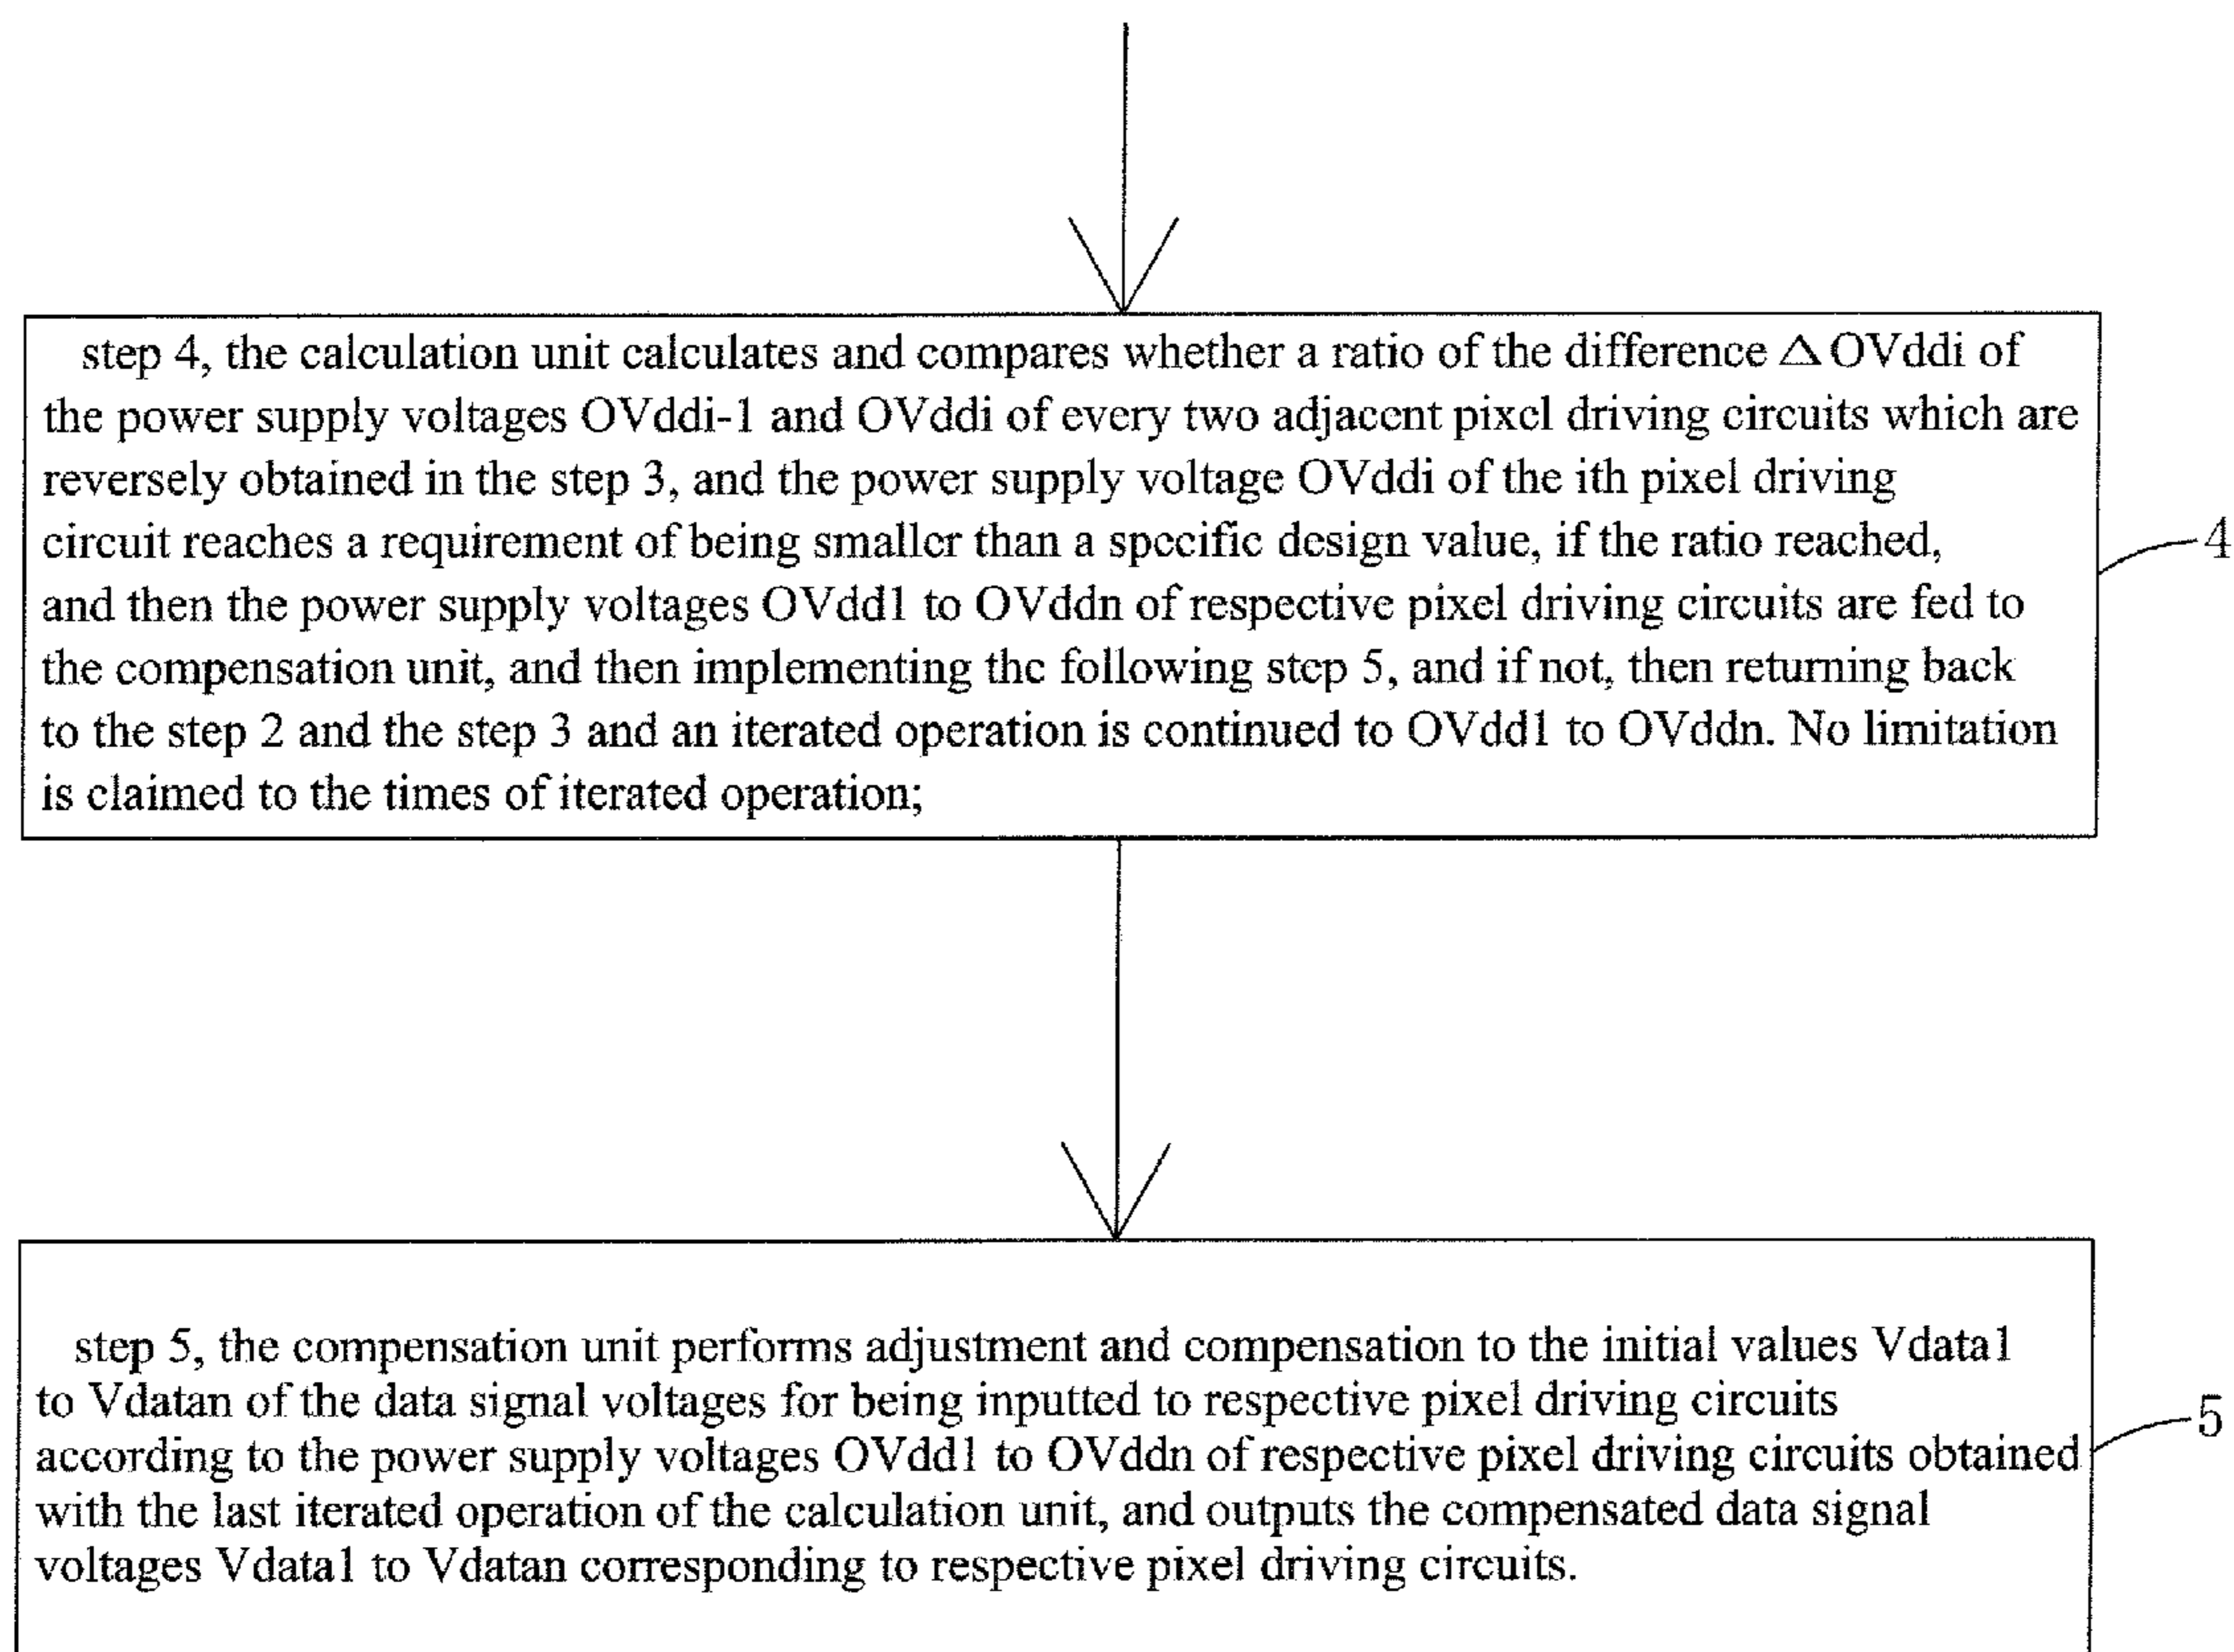 step 4, the calculation unit calculates and compares whether a ratio of the difference △OVddi of
the power supply voltages OVddi-1 and OVddi of every two adjacent pixel driving circuits which are
reversely obtained in the step 3, and the power supply voltage OVddi of the ith pixel driving
circuit reaches a requirement of being smaller than a specific design value, if the ratio reached,
and then the power supply voltages OVdd1 to OVddn of respective pixel driving circuits are fed to
the compensation unit, and then implementing the following step 5, and if not, then returning back
to the step 2 and the step 3 and an iterated operation is continued to OVdd1 to OVddn. No limitation
is claimed to the times of iterated operation;
4
step 5, the compensation unit performs adjustment and compensation to the initial values Vdata1
to Vdatan of the data signal voltages for being inputted to respective pixel driving circuits
according to the power supply voltages OVdd1 to OVddn of respective pixel driving circuits obtained
with the last iterated operation of the calculation unit, and outputs the compensated data signal
voltages Vdata1 to Vdatan corresponding to respective pixel driving circuits.
5